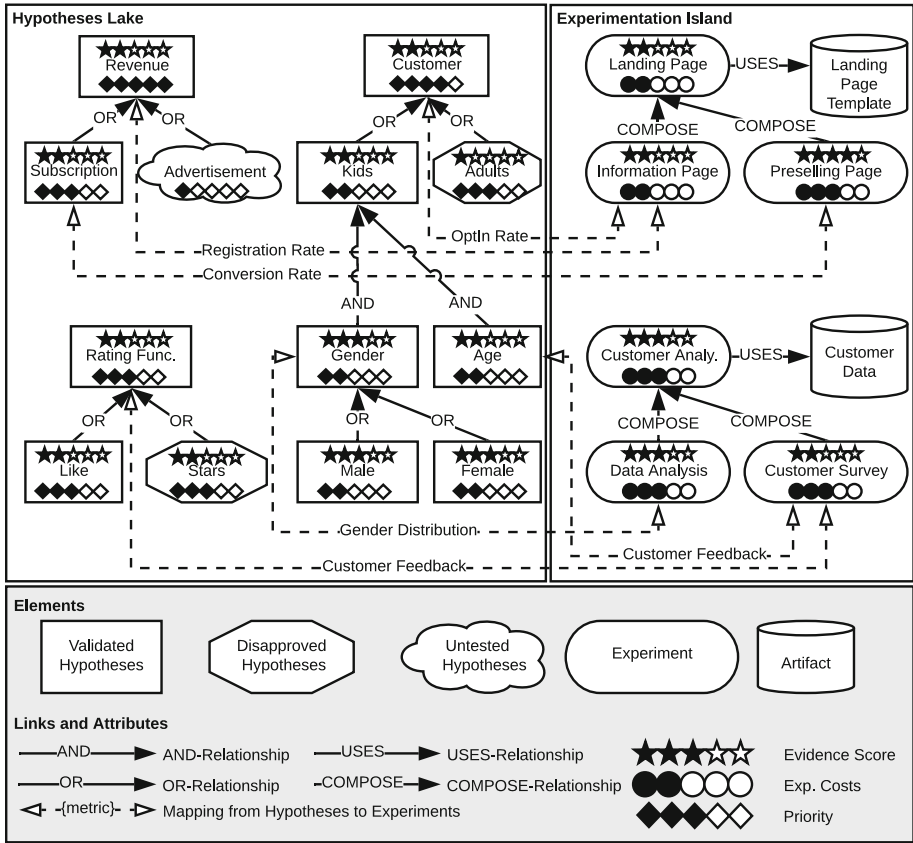 Hypotheses Lake
Experimentation Island
Revenue
Customer
Landing Page
USES
Landing
Page
Template
OR
OR
OR
OR
COMPOSE
COMPOSE
Subscription
Advertisement
Kids
Adults
Information Page
Preselling Page
OptIn Rate
Registration Rate
Conversion Rate
AND
AND
Rating Func.
Gender
Age
Customer Analy.
USES
Customer
Data
OR
OR
OR
OR
COMPOSE
COMPOSE
Like
Stars
Male
Female
Data Analysis
Customer Survey
Gender Distribution
Customer Feedback
Customer Feedback
Elements
Validated
Hypotheses
Disapproved
Hypotheses
Untested
Hypotheses
Experiment
Artifact
Links and Attributes
AND
AND-Relationship
USES
USES-Relationship
Evidence Score
OR
OR-Relationship
COMPOSE
COMPOSE-Relationship
Exp. Costs
{metric}
Mapping from Hypotheses to Experiments
Priority